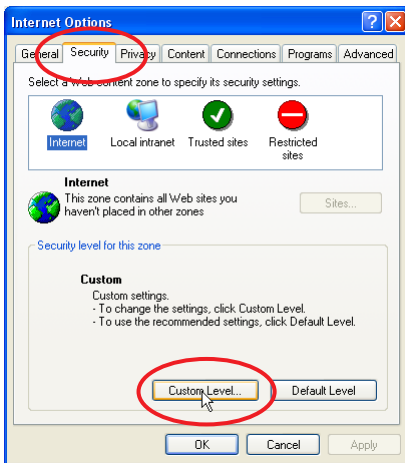 Internet Options
General Security Privacy Content Connections Programs Advanced
Select a Web content zone to specify its security settings.
Internet Local intranet Trusted sites Restricted sites
Internet
This zone contains all Web sites you
haven't placed in other zones
Sites...
Security level for this zone
Custom
Custom settings.
- To change the settings, click Custom Level.
- To use the recommended settings, click Default Level.
Custom Level... Default Level
OK Cancel Apply